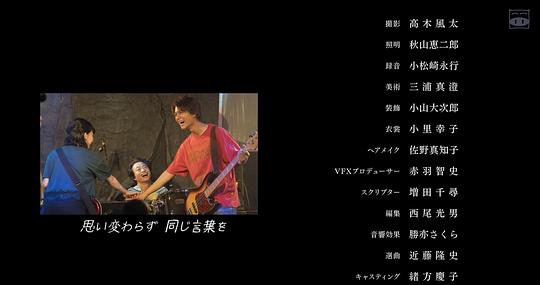 撮影 高木風太
照明 秋山恵二郎
録音 小松崎永行
美術 三浦真澄
装飾 小山大次郎
衣裳 小里幸子
ヘアメイク 佐野真知子
VFXプロデューサー 赤羽智史
スクリプター 増田千尋
編集 西尾光男
音響効果 勝亦さくら
選曲 近藤隆史
キャスティング 緒方慶子
思い変わらず 同じ言葉を